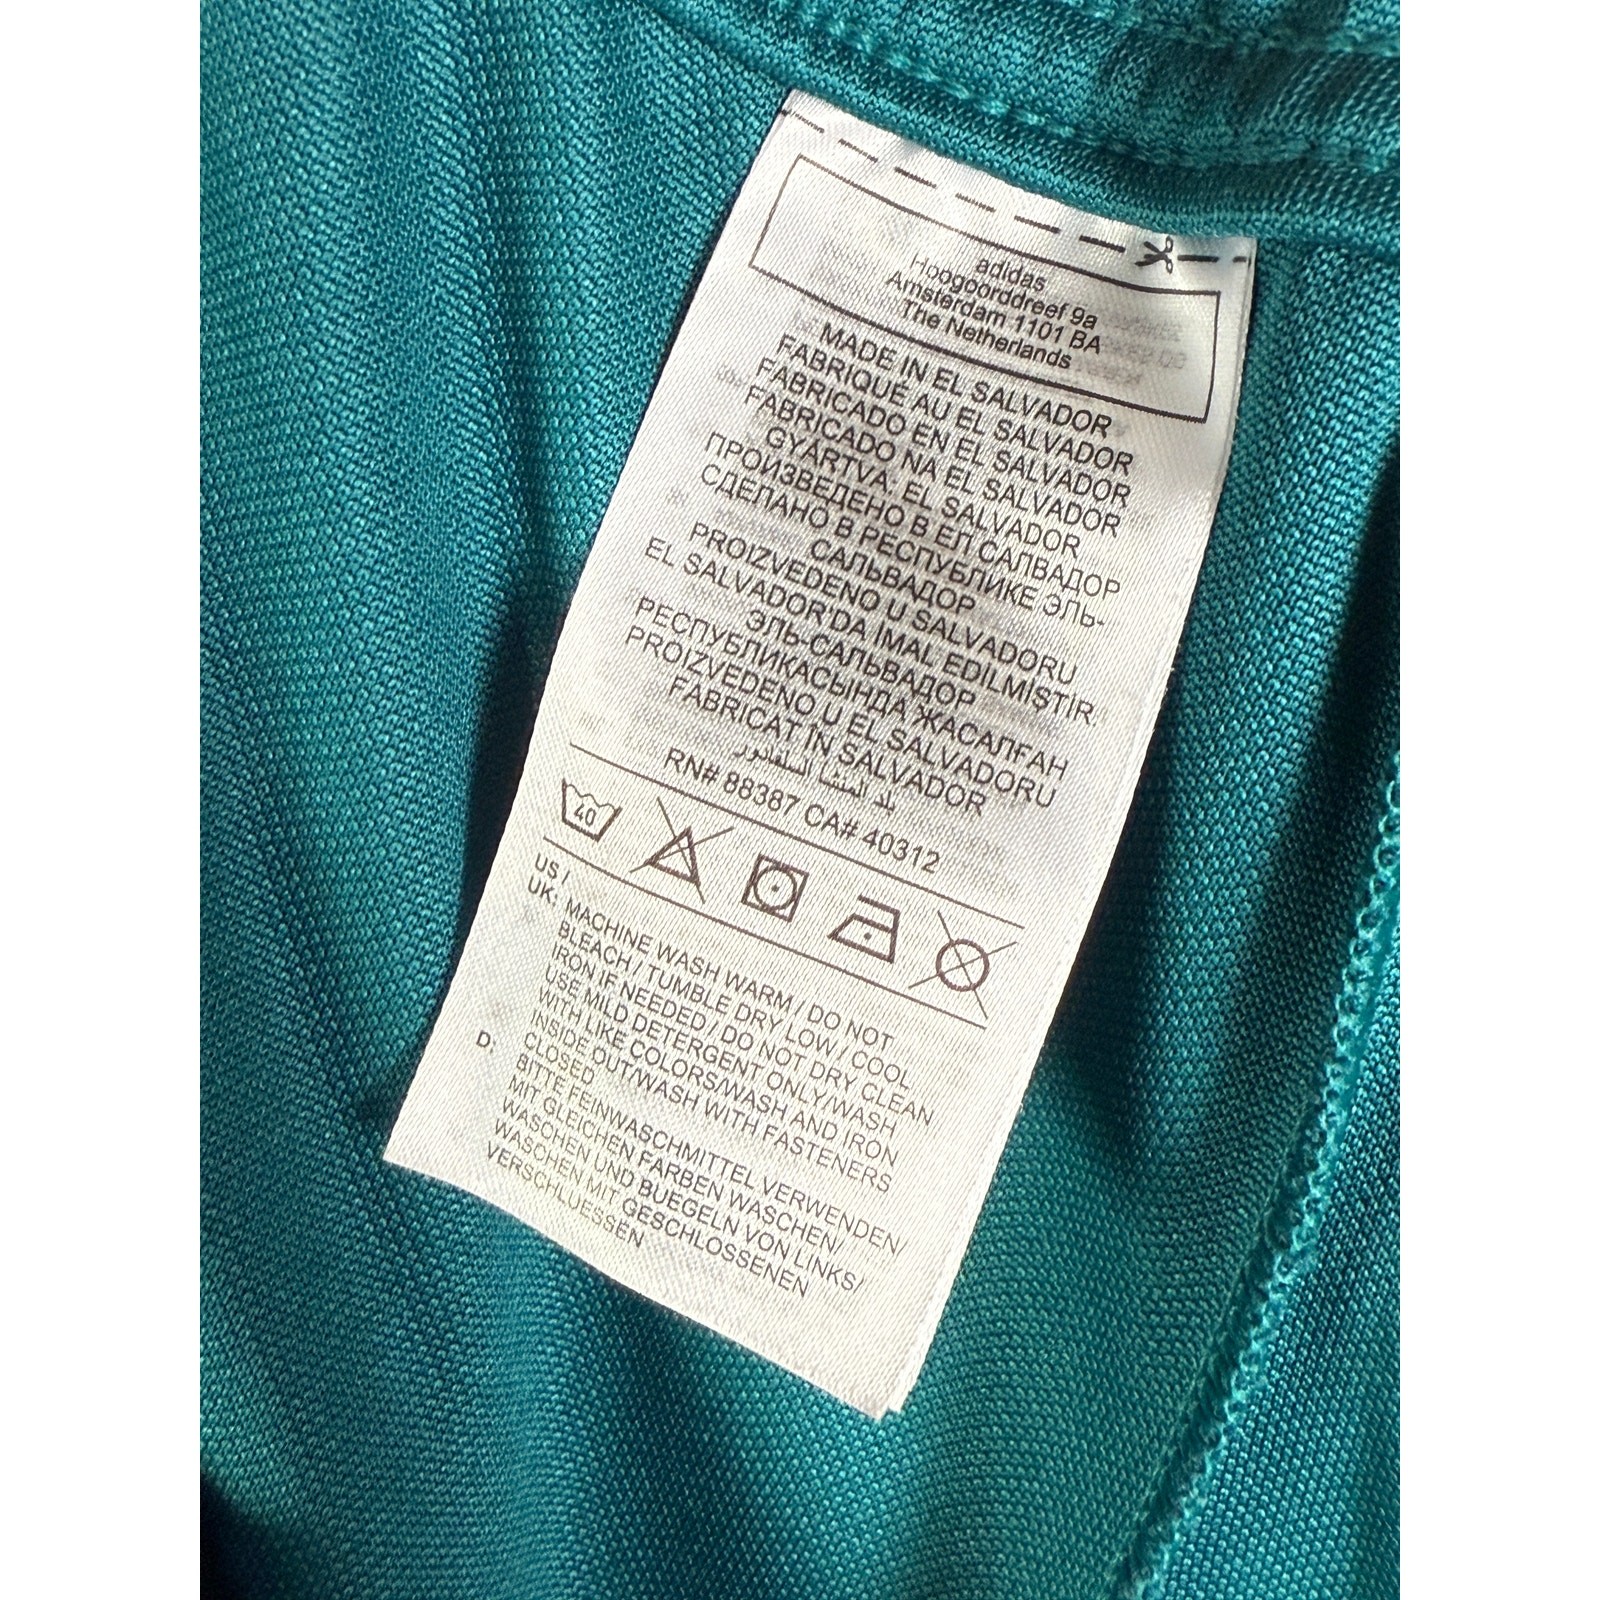 adidas
Hoogoorddreef 9a
Amsterdam 1101 BA
The Netherlands
MADE IN EL SALVADOR
FABRIQUÉ AU EL SALVADOR
FABRICADO EN EL SALVADOR
FABRICADO NA EL SALVADOR
GYÁRTVA: EL SALVADOR
ПРОИЗВЕДЕНО В ЕЛ САЛВАДОР
СДЕЛАНО В РЕСПУБЛИКЕ ЭЛЬ-
САЛЬВАДОР
PROIZVEDENO U SALVADORU
EL SALVADOR'DA İMAL EDİLMİŞTİR.
ЭЛЬ-САЛЬВАДОР
РЕСПУБЛИКАСЫНДА ЖАСАЛҒАН
PROIZVEDENO U EL SALVADORU
FABRICAT ÎN SALVADOR
بلد المنشأ السلفادور
RN# 88387 CA# 40312
40
US /
UK: MACHINE WASH WARM / DO NOT
BLEACH / TUMBLE DRY LOW / COOL
IRON IF NEEDED / DO NOT DRY CLEAN
USE MILD DETERGENT ONLY/WASH
WITH LIKE COLORS/WASH AND IRON
INSIDE OUT/WASH WITH FASTENERS
CLOSED
D: BITTE FEINWASCHMITTEL VERWENDEN/
MIT GLEICHEN FARBEN WASCHEN/
WASCHEN UND BUEGELN VON LINKS/
WASCHEN MIT GESCHLOSSENEN
VERSCHLUESSEN